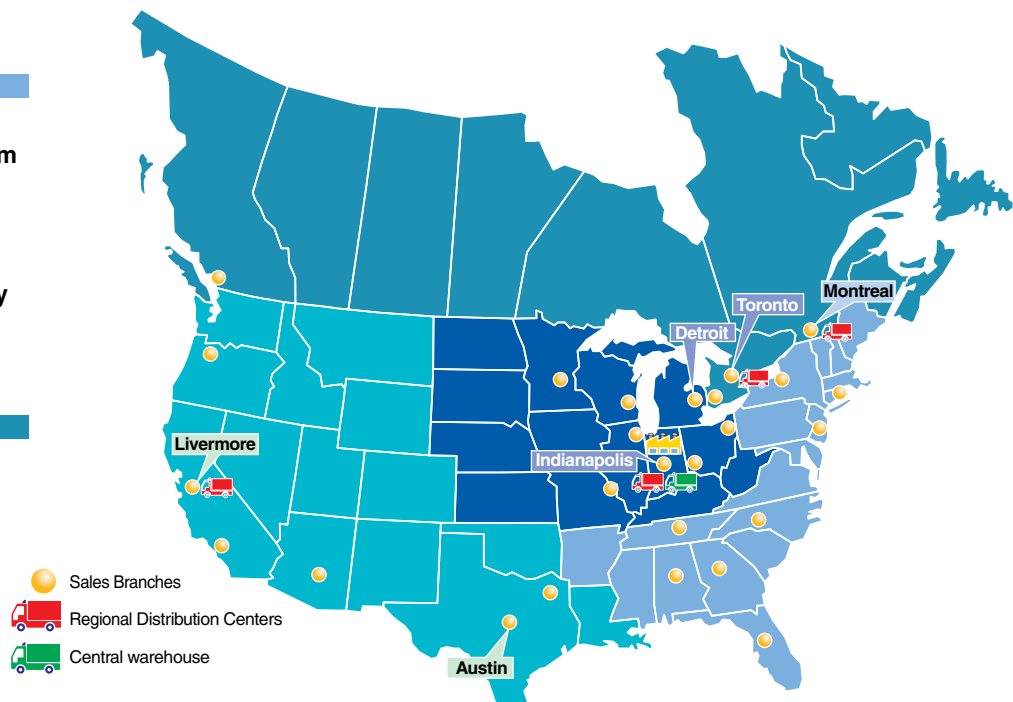 m
y
Montreal
Toronto
Detroit
Livermore
Indianapolis
Sales Branches
Regional Distribution Centers
Central warehouse
Austin